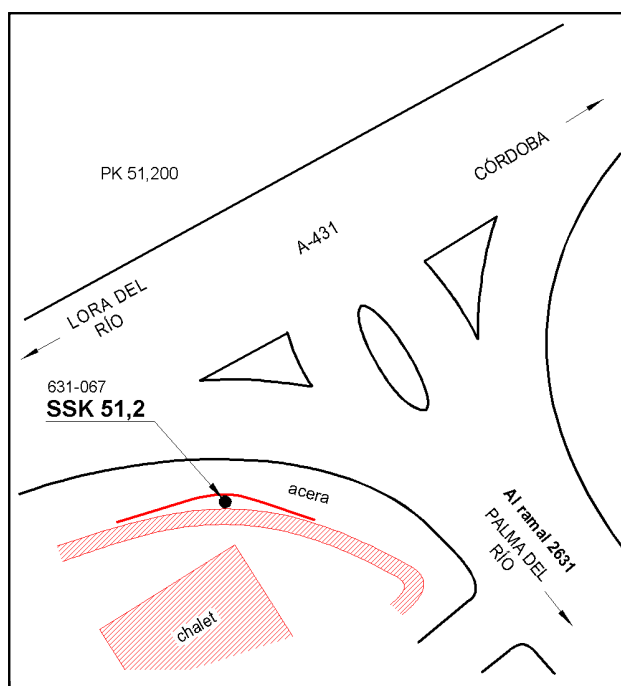 CÓRDOBA
PK 51,200
A-431
LORA DEL
RÍO
631-067
SSK 51,2
acera
Al ramal 2631
PALMA DEL
RÍO
chalet